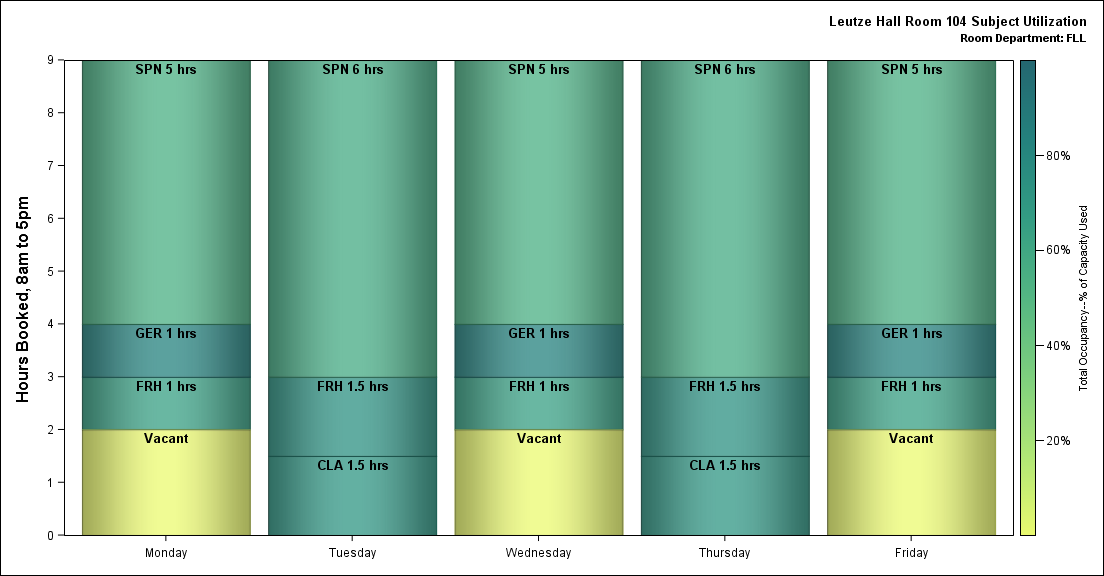 Leutze Hall Room 104 Subject Utilization
Room Department: FLL
Hours Booked, 8am to 5pm
9
8
7
6
5
4
3
2
1
0
SPN 5 hrs
GER 1 hrs
FRH 1 hrs
Vacant
SPN 6 hrs
FRH 1.5 hrs
CLA 1.5 hrs
SPN 5 hrs
GER 1 hrs
FRH 1 hrs
Vacant
SPN 6 hrs
FRH 1.5 hrs
CLA 1.5 hrs
SPN 5 hrs
GER 1 hrs
FRH 1 hrs
Vacant
Monday
Tuesday
Wednesday
Thursday
Friday
80%
60%
40%
20%
Total Occupancy--% of Capacity Used